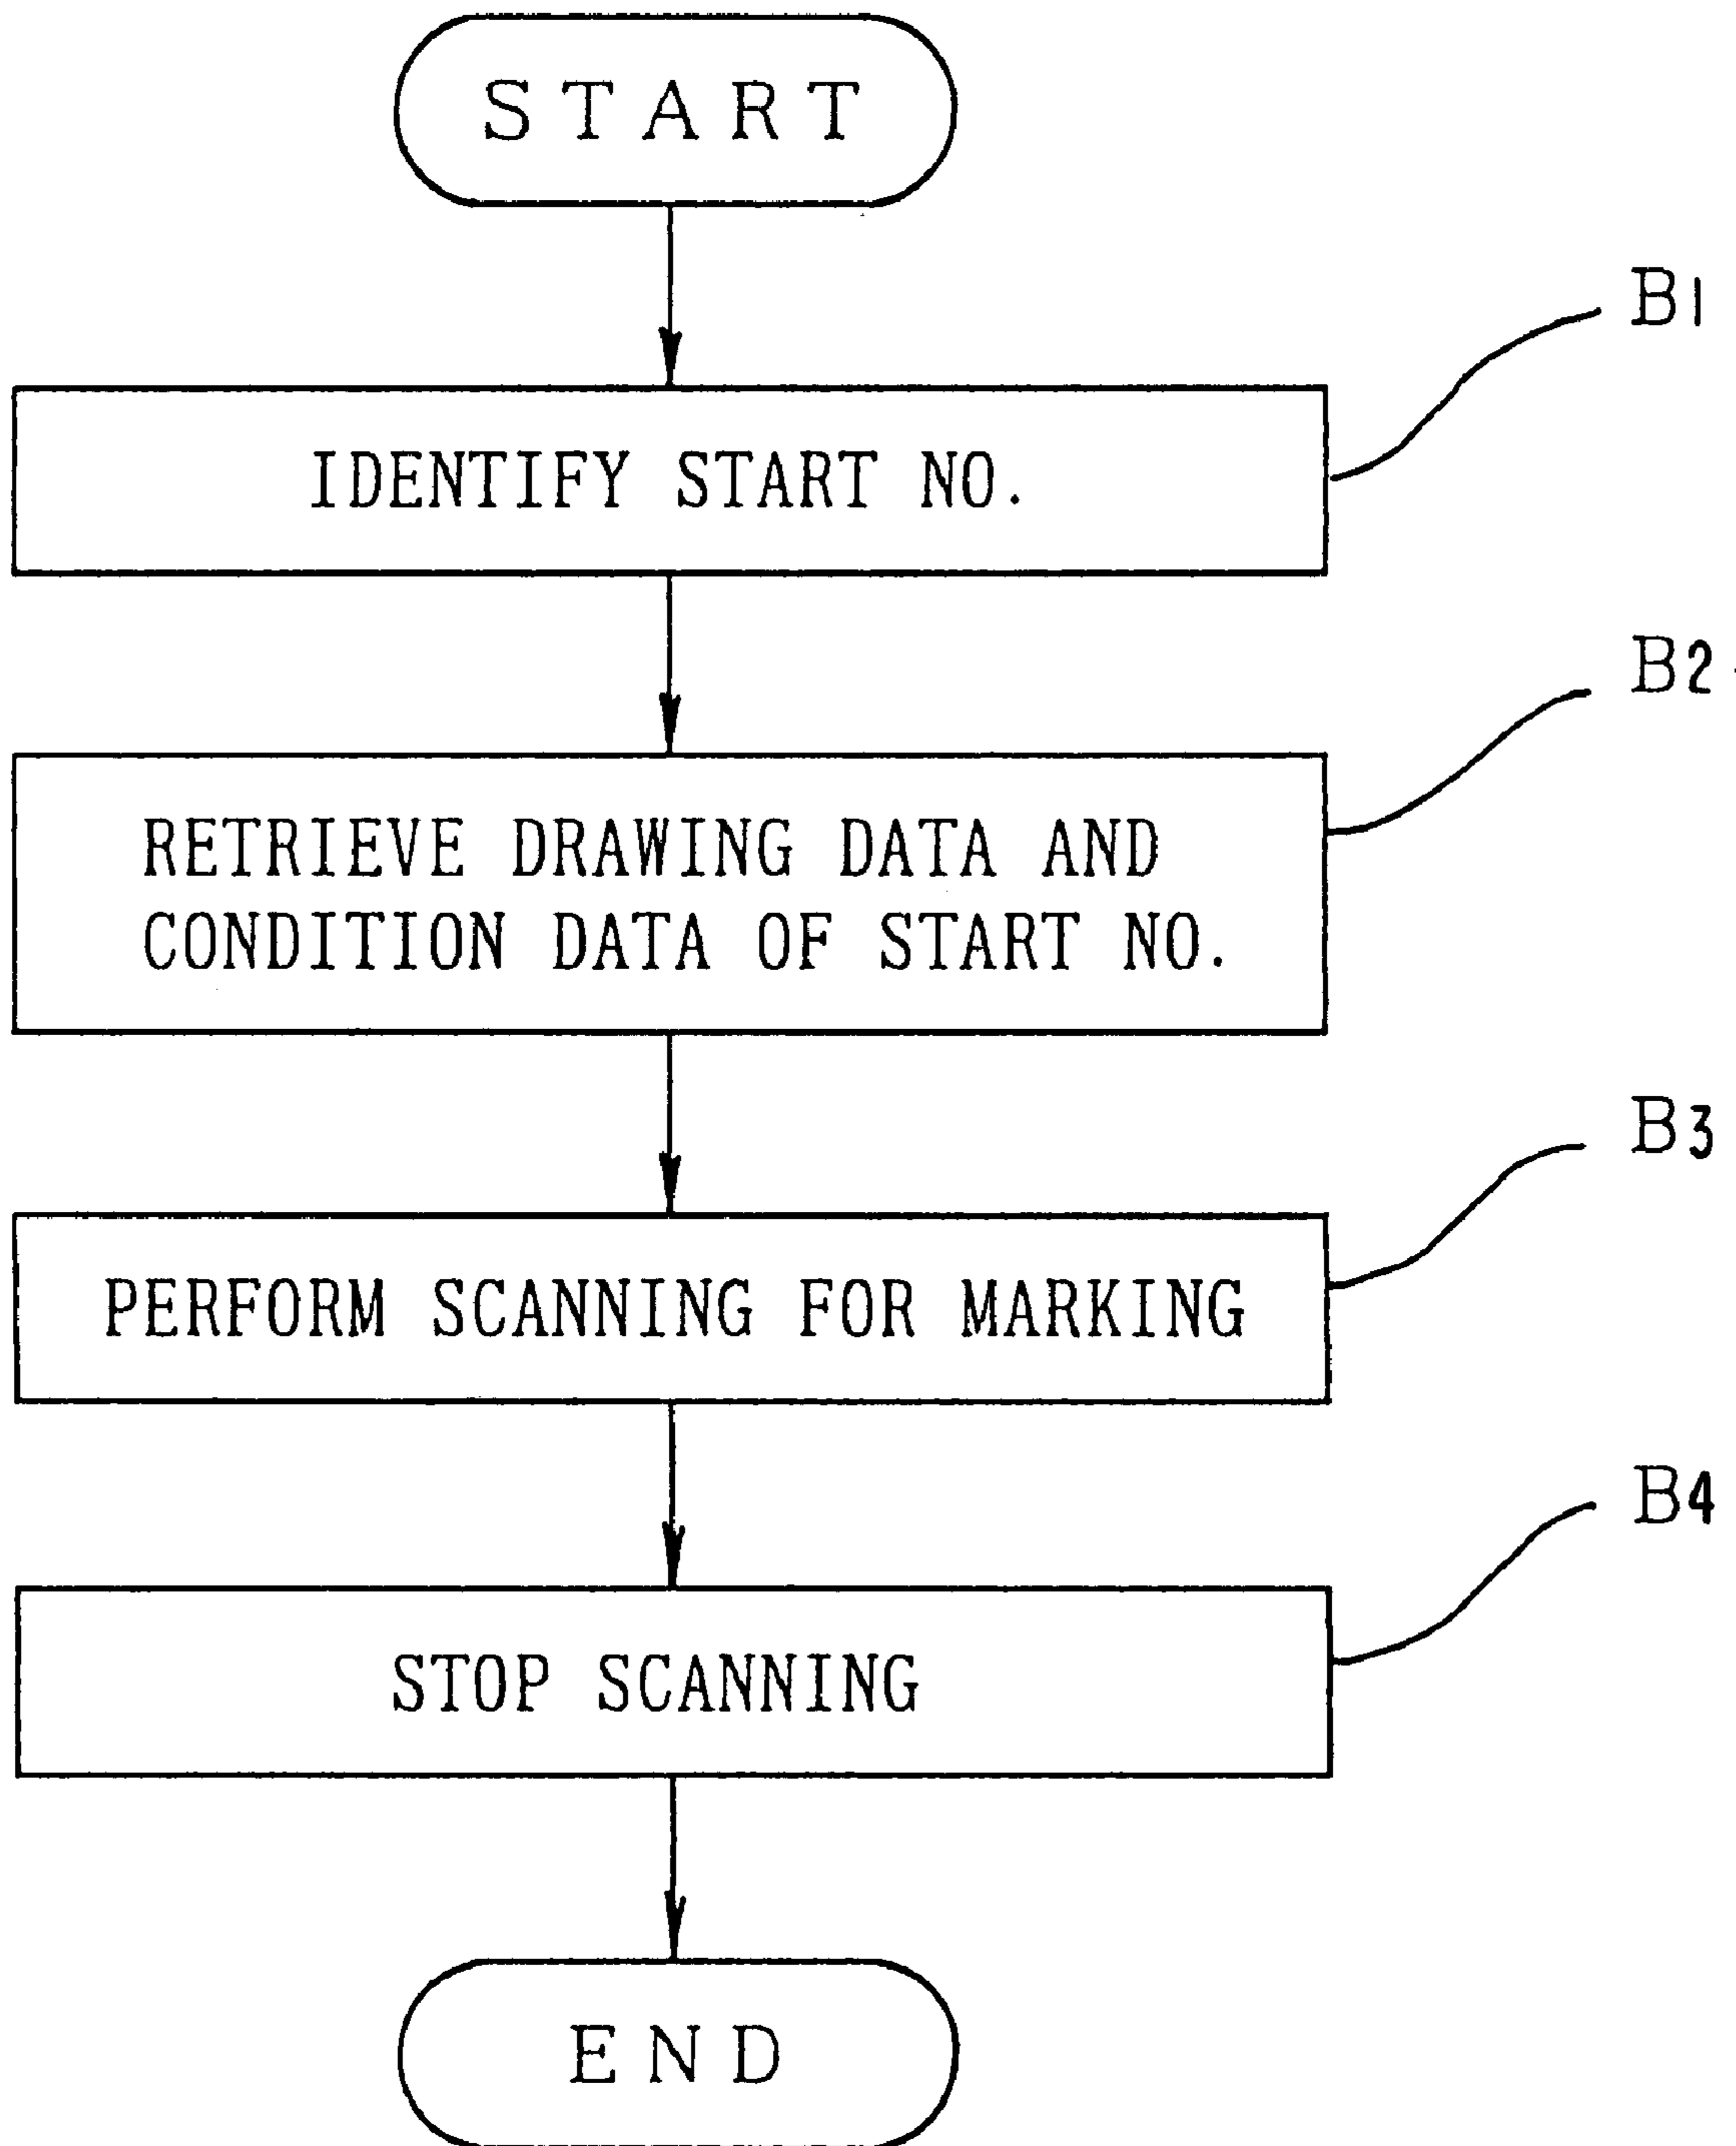 START
B1
IDENTIFY START NO.
B2
RETRIEVE DRAWING DATA AND
CONDITION DATA OF START NO.
B3
PERFORM SCANNING FOR MARKING
B4
STOP SCANNING
END